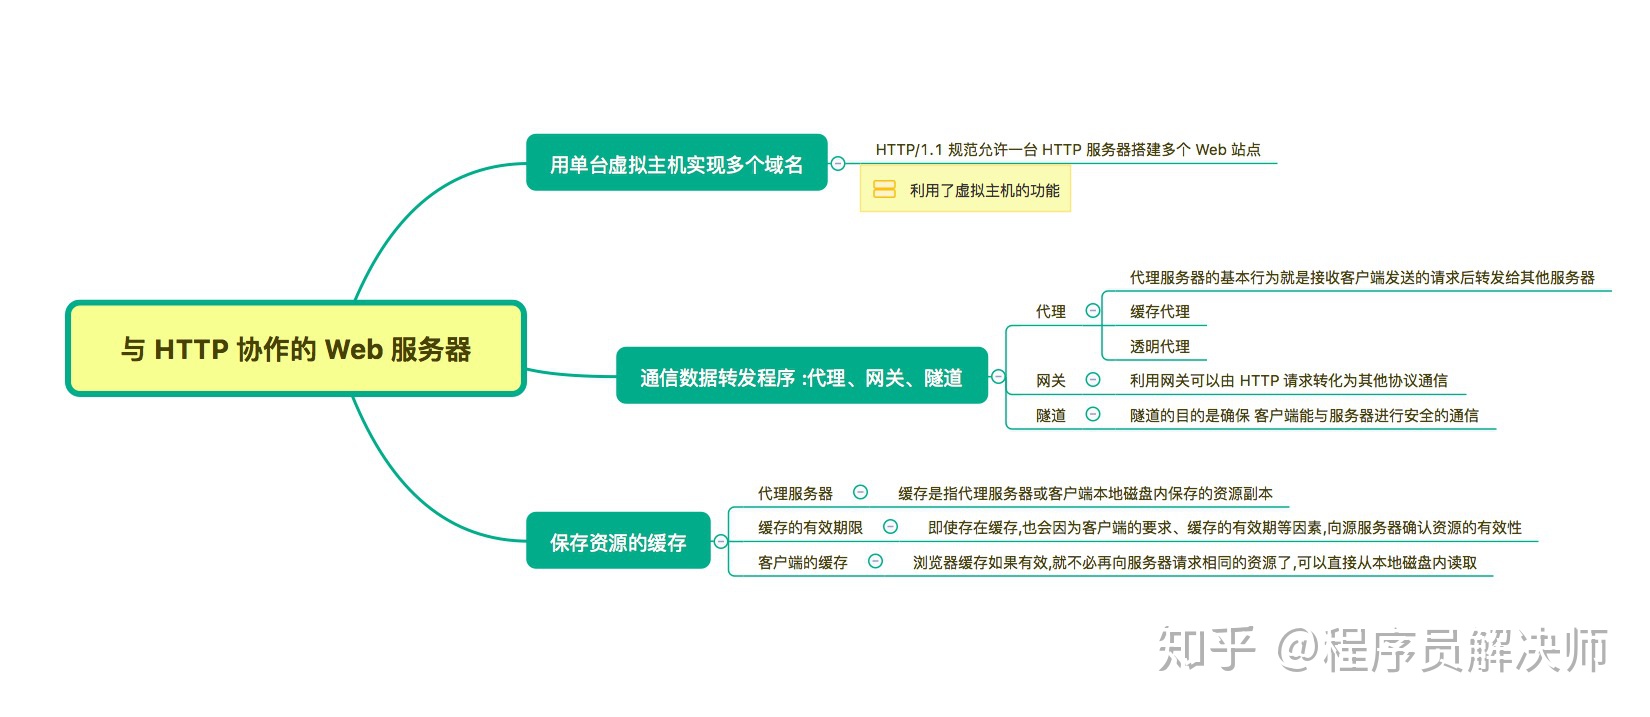 与 HTTP 协作的 Web 服务器
用单台虚拟主机实现多个域名
HTTP/1.1 规范允许一台 HTTP 服务器搭建多个 Web 站点
利用了虚拟主机的功能
通信数据转发程序 :代理、网关、隧道
代理
代理服务器的基本行为就是接收客户端发送的请求后转发给其他服务器
缓存代理
透明代理
网关
利用网关可以由 HTTP 请求转化为其他协议通信
隧道
隧道的目的是确保 客户端能与服务器进行安全的通信
保存资源的缓存
代理服务器
缓存是指代理服务器或客户端本地磁盘内保存的资源副本
缓存的有效期限
即使存在缓存,也会因为客户端的要求、缓存的有效期等因素,向源服务器确认资源的有效性
客户端的缓存
浏览器缓存如果有效,就不必再向服务器请求相同的资源了,可以直接从本地磁盘内读取
知乎 @程序员解决师